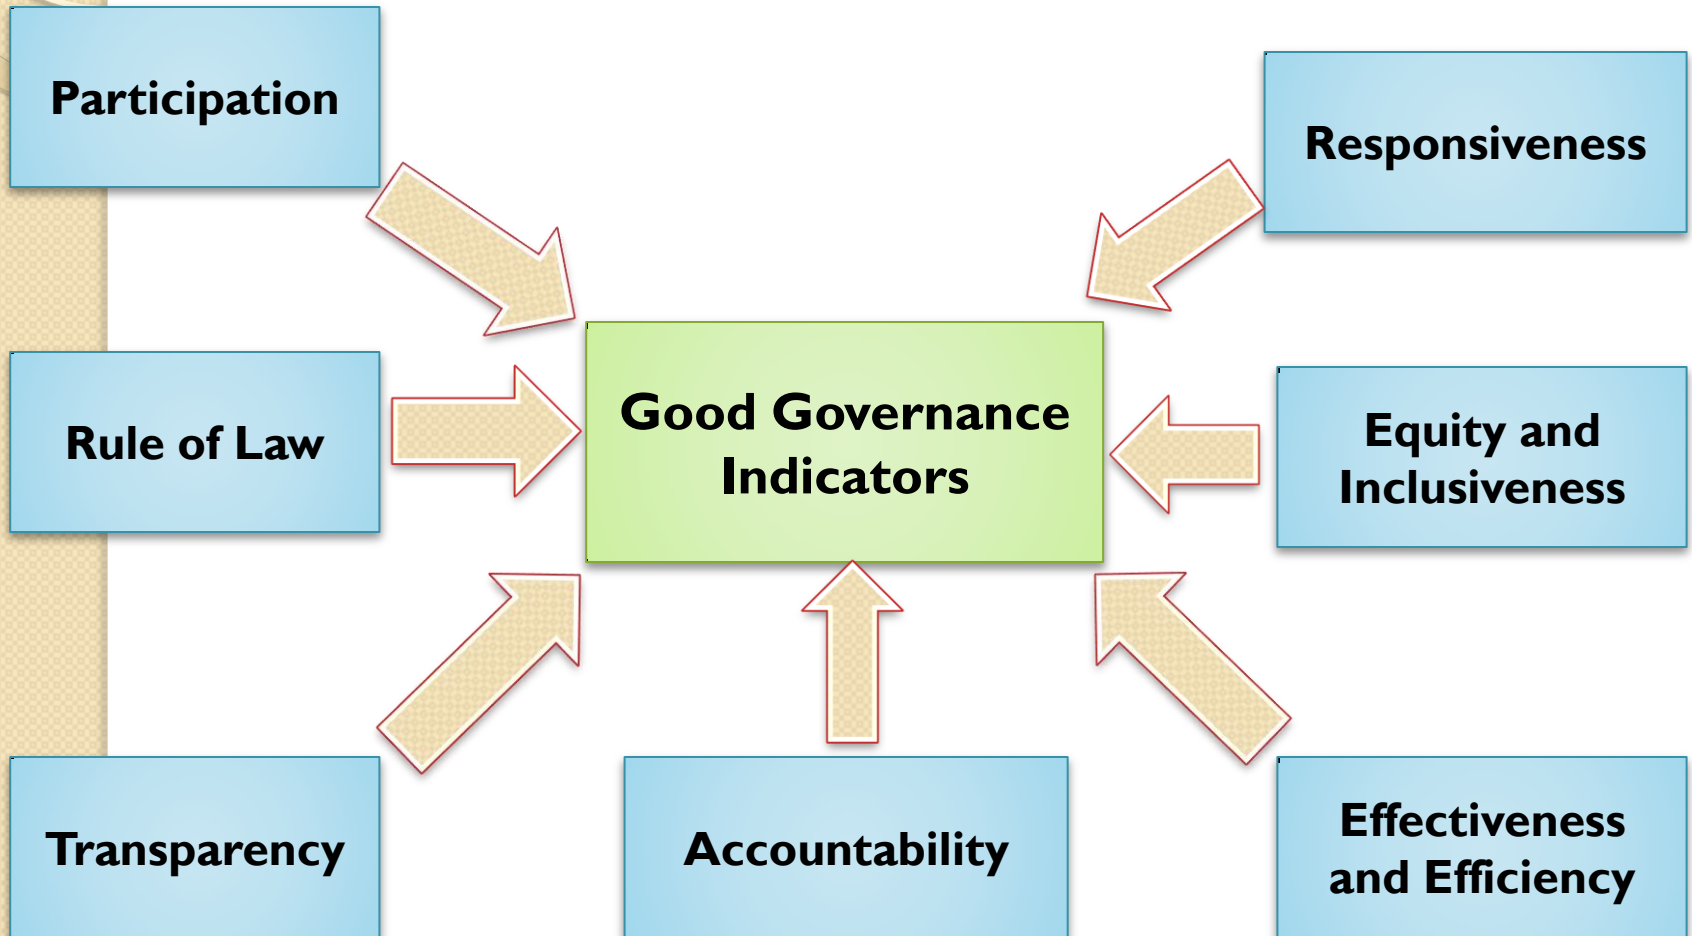 Participation
Responsiveness
Good Governance
Indicators
Rule of Law
Equity and
Inclusiveness
Transparency
Accountability
Effectiveness
and Efficiency